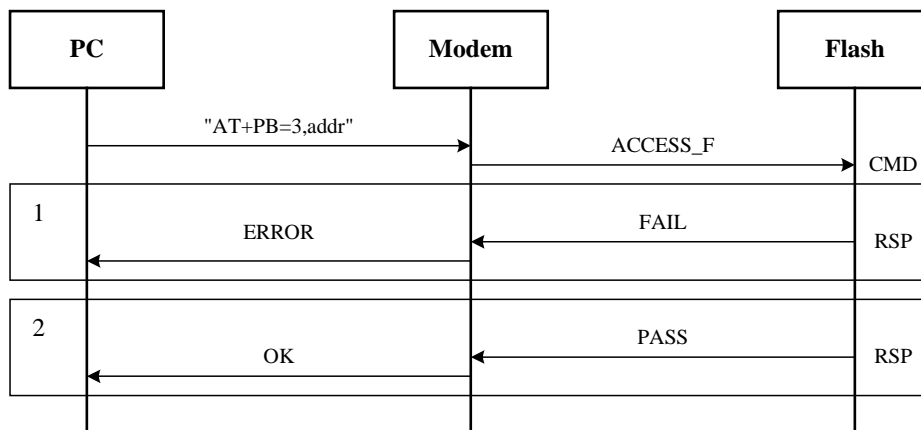 PC
Modem
Flash
"AT+PB=3,addr"
ACCESS_F
CMD
1
ERROR
FAIL
RSP
2
OK
PASS
RSP